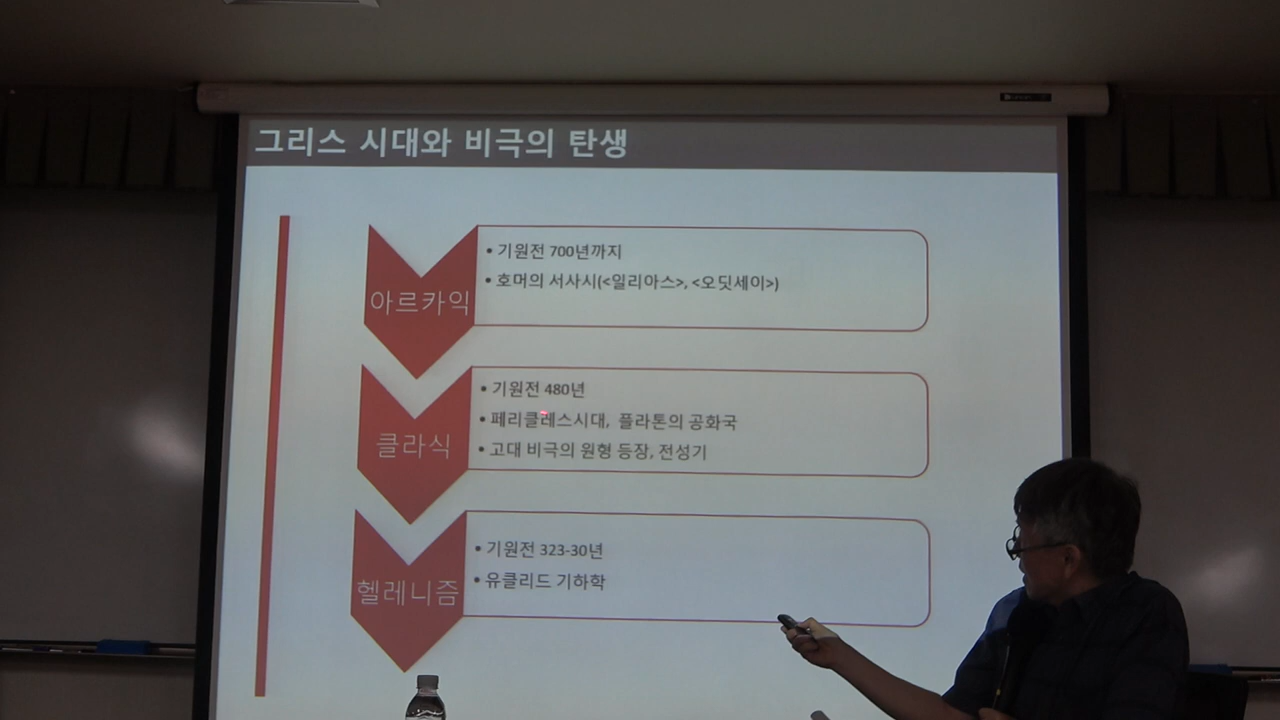 그리스 시대와 비극의 탄생
아르카익
• 기원전 700년까지
• 호머의 서사시(<일리아스>, <오딧세이>)
클라식
• 기원전 480년
• 페리클레스시대, 플라톤의 공화국
• 고대 비극의 원형 등장, 전성기
헬레니즘
• 기원전 323-30년
• 유클리드 기하학